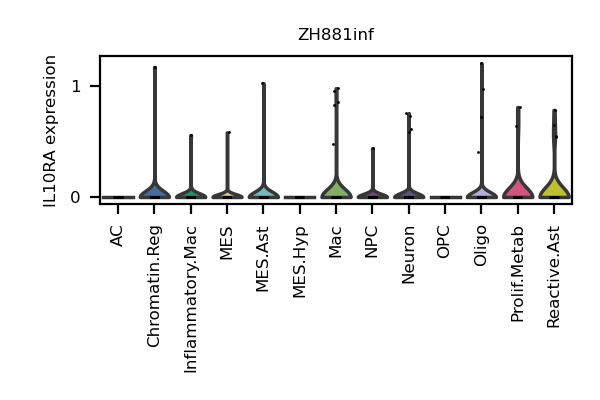 ZH881inf
IL10RA expression
1
0
AC
Chromatin.Reg
Inflammatory.Mac
MES
MES.Ast
MES.Hyp
Mac
NPC
Neuron
OPC
Oligo
Prolif.Metab
Reactive.Ast